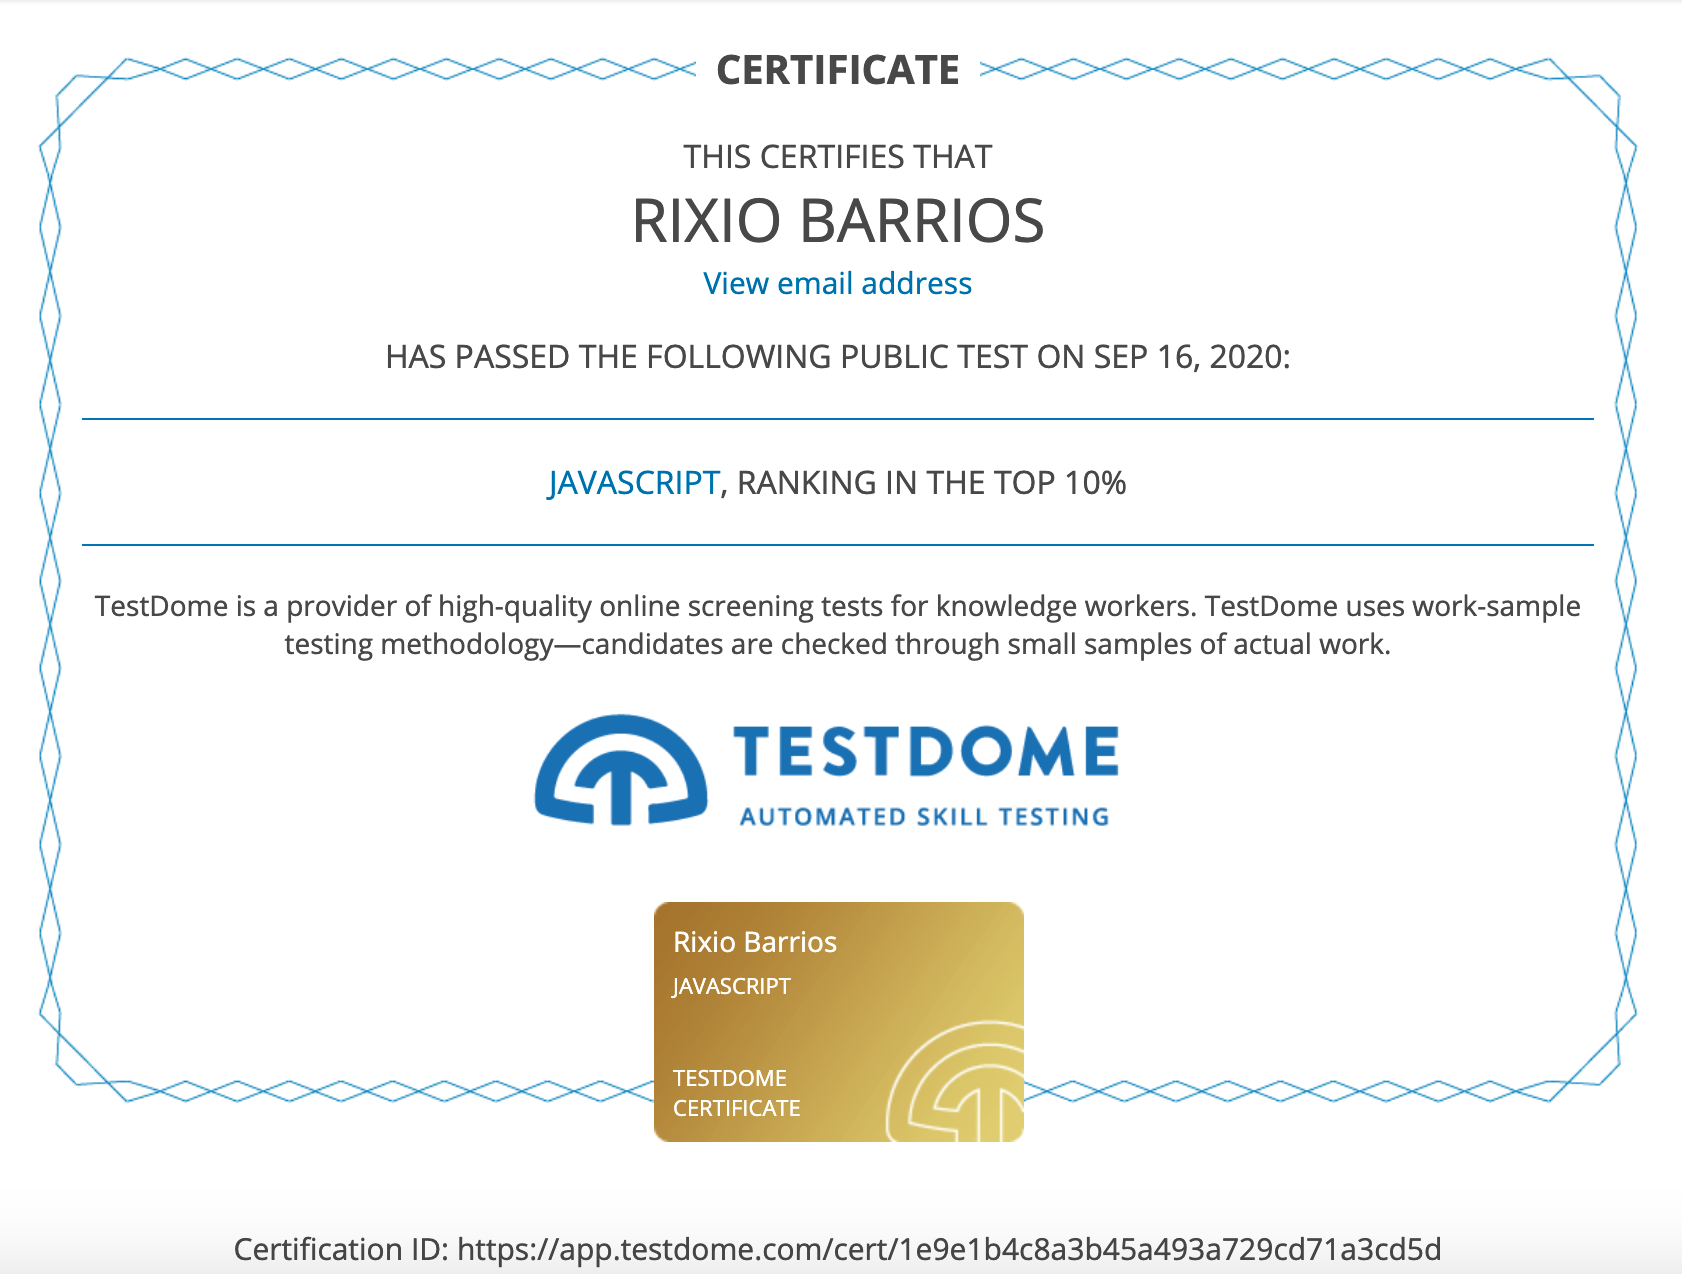 CERTIFICATE
THIS CERTIFIES THAT
RIXIO BARRIOS
View email address
HAS PASSED THE FOLLOWING PUBLIC TEST ON SEP 16, 2020:
JAVASCRIPT, RANKING IN THE TOP 10%
TestDome is a provider of high-quality online screening tests for knowledge workers. TestDome uses work-sample
testing methodology—candidates are checked through small samples of actual work.
TESTDOME
AUTOMATED SKILL TESTING
Rixio Barrios
JAVASCRIPT
TESTDOME
CERTIFICATE
Certification ID: https://app.testdome.com/cert/1e9e1b4c8a3b45a493a729cd71a3cd5d